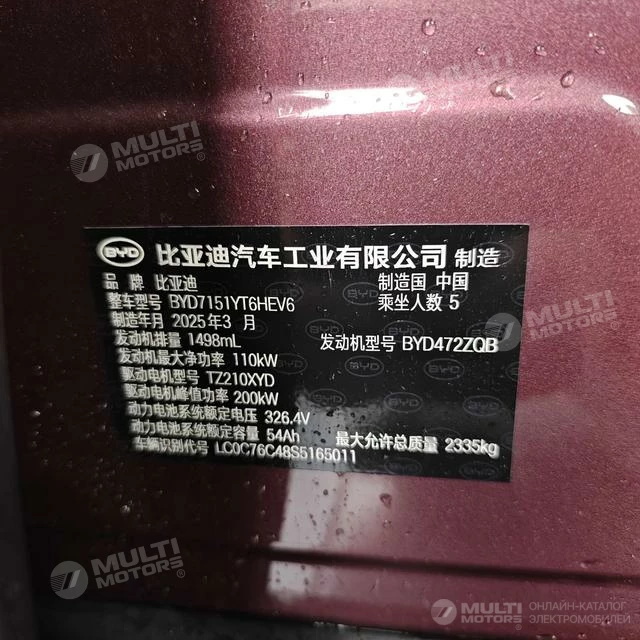 MULTI
MOTORS®
MULTI
MOTORS®
BYD 比亚迪汽车工业有限公司 制造
品 牌 比亚迪 制造国 中国
整车型号 BYD7151YT6HEV6 乘坐人数 5
制造年月 2025年3 月
发动机排量 1498mL 发动机型号 BYD472ZQB
发动机最大净功率 110kW
驱动电机型号 TZ210XYD
驱动电机峰值功率 200kW
动力电池系统额定电压 326.4V
动力电池系统额定容量 54Ah 最大允许总质量 2335kg
车辆识别代号 LC0C76C48S5165011
MULTI
MOTORS®
MULTI
MOTORS®
MULTI
MOTORS
ОНЛАЙН-КАТАЛОГ
ЭЛЕКТРОМОБИЛЕЙ